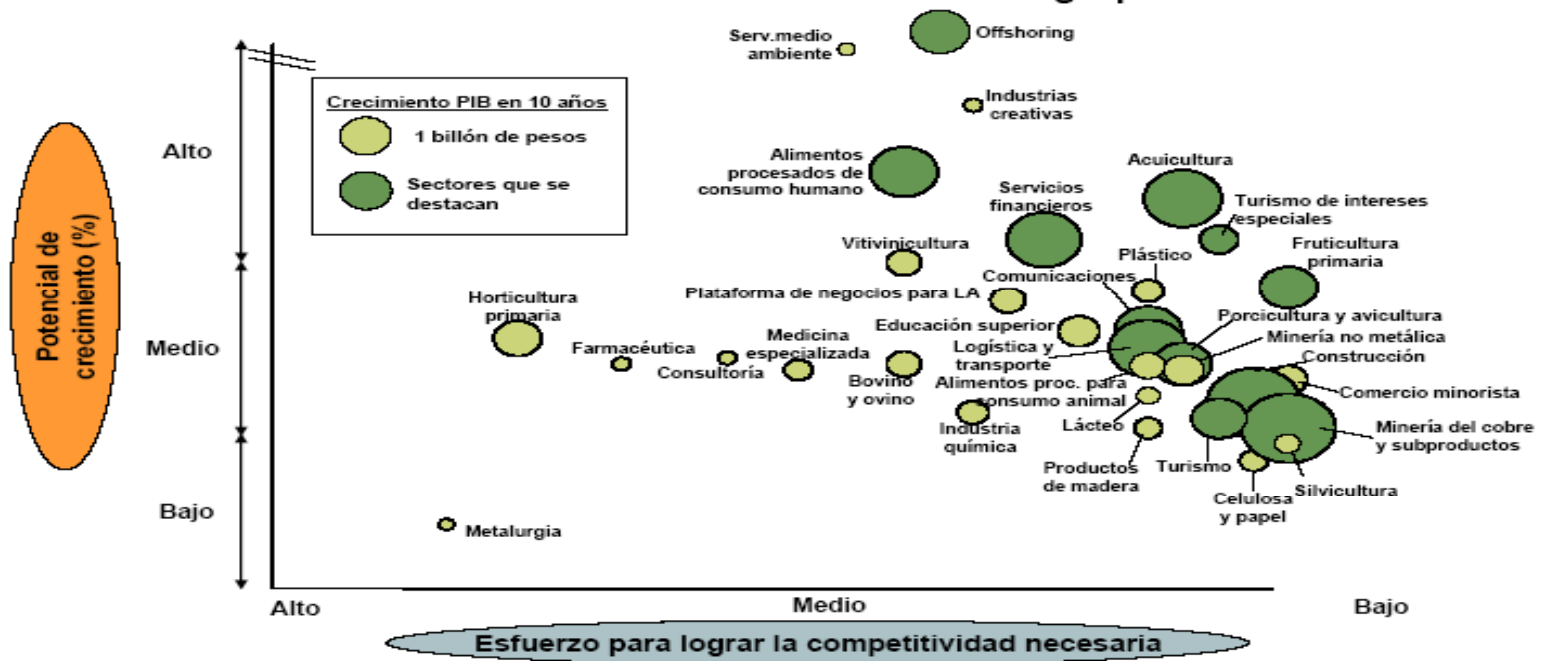 Serv.medio
ambiente
Offshoring
Crecimiento PIB en 10 años
1 billón de pesos
Sectores que se
destacan
Industrias
creativas
Alto
Alimentos
procesados de
consumo humano
Acuicultura
Servicios
financieros
Turismo de intereses
especiales
Potencial de
crecimiento (%)
Vitivinicultura
Fruticultura
primaria
Plástico
Comunicaciones
Plataforma de negocios para LA
Horticultura
primaria
Porcicultura y avicultura
Educación superior
Minería no metálica
Medio
Farmacéutica
Medicina
especializada
Logística y
transporte
Construcción
Consultoría
Bovino
y ovino
Alimentos proc. para
consumo animal
Comercio minorista
Industria
química
Lácteo
Minería del cobre
y subproductos
Productos
de madera
Turismo
Silvicultura
Celulosa
y papel
Bajo
Metalurgia
Alto
Medio
Bajo
Esfuerzo para lograr la competitividad necesaria